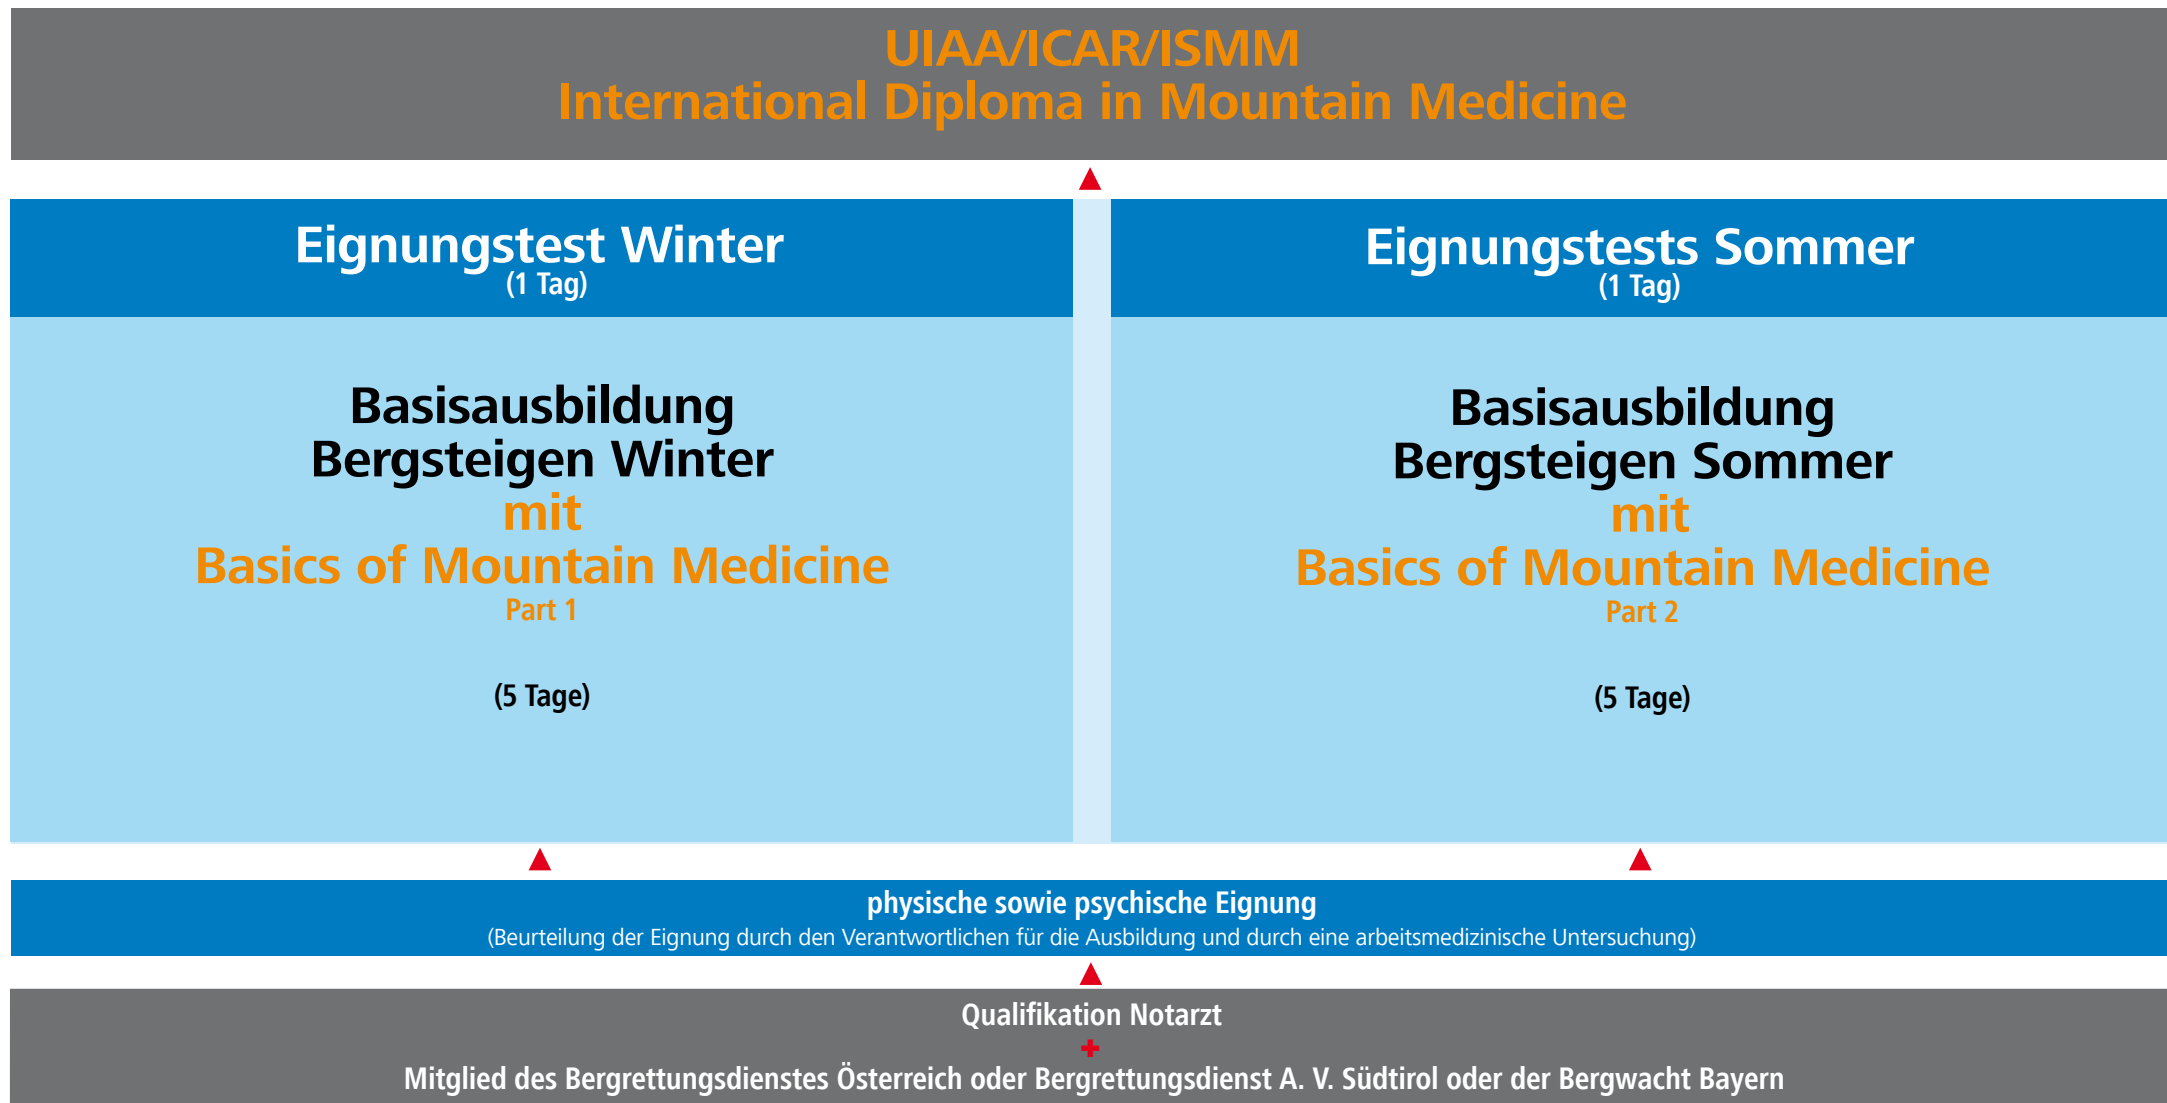 UIAA/ICAR/ISMM
International Diploma in Mountain Medicine
Eignungstest Winter
(1 Tag)
Basisausbildung
Bergsteigen Winter
mit
Basics of Mountain Medicine
Part 1
(5 Tage)
Eignungstests Sommer
(1 Tag)
Basisausbildung
Bergsteigen Sommer
mit
Basics of Mountain Medicine
Part 2
(5 Tage)
physische sowie psychische Eignung
(Beurteilung der Eignung durch den Verantwortlichen für die Ausbildung und durch eine arbeitsmedizinische Untersuchung)
Qualifikation Notarzt
+
Mitglied des Bergrettungsdienstes Österreich oder Bergrettungsdienst A. V. Südtirol oder der Bergwacht Bayern